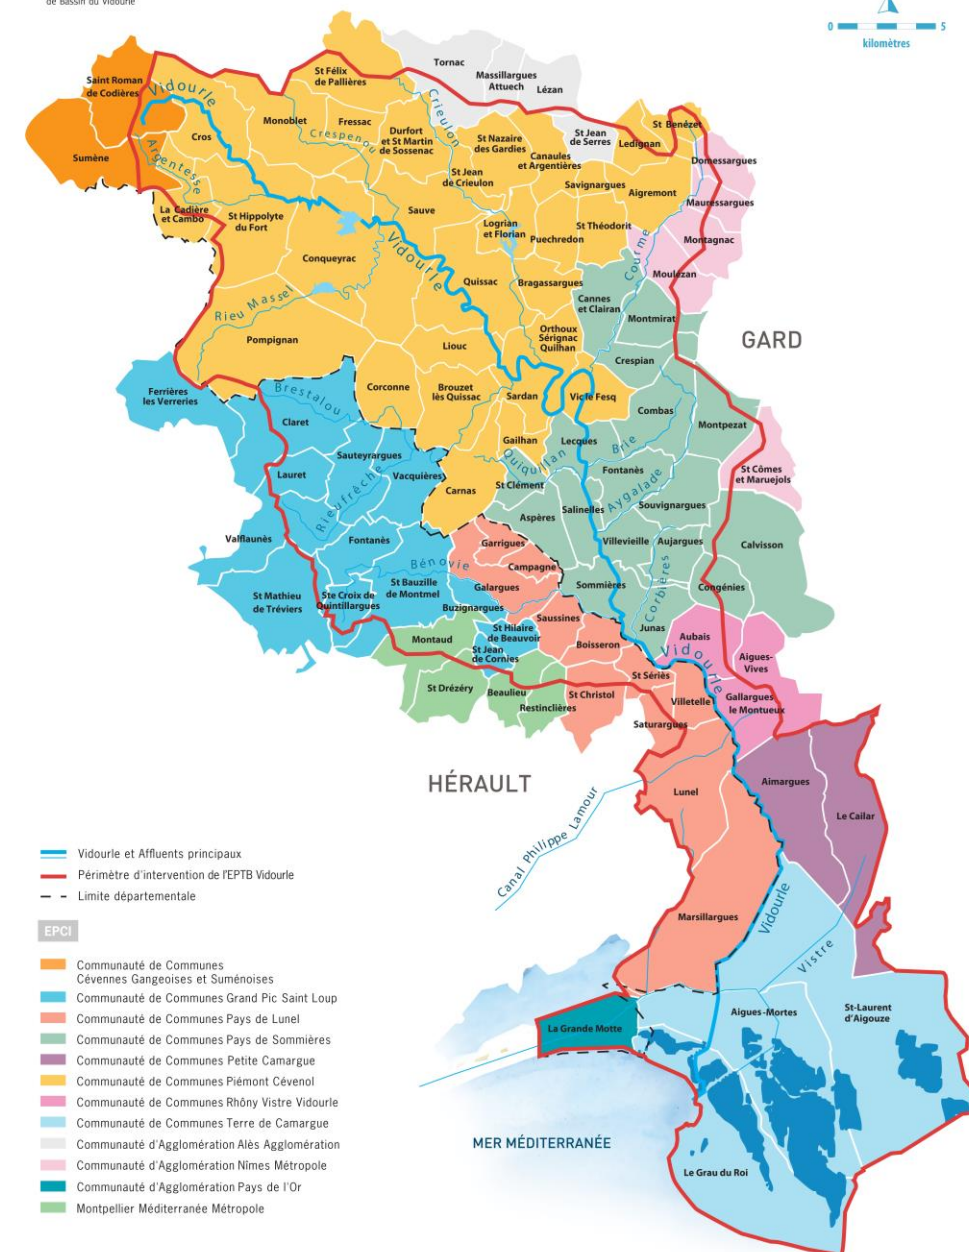 de Bassin du Vidourle
0 5
kilomètres
Tornac
Massillargues
Attuech
Lézan
St Félix
de Pallières
Saint Roman
de Codières
Vidourle
Crieulon
Monoblet
Fressac
Crespenou
Durfort
et St Martin
de Sossenac
St Nazaire
des Gardies
St Jean
de Serres
Ledignan
St Benézet
Cros
Canaules
et Argentières
Domessargues
Sumène
Argentesse
St Jean
de Crieulon
Savignargues
Aigremont
Mauressargues
La Cadière
et Cambo
St Hippolyte
du Fort
Sauve
Logrian
et Florian
St Théodorit
Puechredon
Courme
Montagnac
Conqueyrac
Vidourle
Quissac
Bragassargues
Moulézan
Rieu Massel
Cannes
et Clairan
Montmirat
Pompignan
Liouc
Orthoux
Sérignac
Quilhan
GARD
Crespian
Ferrières
les Verreries
Brestalou
Corconne
Brouzet
lès Quissac
Sardan
Vic le Fesq
Combas
Montpezat
Claret
Gailhan
Lecques
Brie
Sauteyrargues
Quiquillan
Fontanès
St Cômes
et Maruejols
Lauret
Rieufrêche
Vacquières
Carnas
St Clément
Aygalade
Souvignargues
Salinelles
Aspères
Valflaunès
Fontanès
Garrigues
Villevieille
Aujargues
Calvisson
Bénovie
Campagne
St Mathieu
de Tréviers
Ste Croix de
Quintillargues
St Bauzille
de Montmel
Galargues
Sommières
Corbières
Congénies
Buzignargues
Saussines
Junas
Montaud
St Hilaire
de Beauvoir
Boisseron
Aubais
St Jean
de Cornies
Vidourle
Aigues-
Vives
St Drézéry
Beaulieu
Restinclières
St Christol
St Sériès
Villetelle
Gallargues
le Montueux
Saturargues
HÉRAULT
Canal Philippe Lamour
Lunel
Aimargues
Le Cailar
Marsillargues
Vidourle
Vistre
La Grande Motte
Aigues-Mortes
St-Laurent
d'Aigouze
MER MÉDITERRANÉE
Le Grau du Roi
Vidourle et Affluents principaux
Périmètre d'intervention de l'EPTB Vidourle
Limite départementale
EPCI
Communauté de Communes
Cévennes Gangeoises et Suménoises
Communauté de Communes Grand Pic Saint Loup
Communauté de Communes Pays de Lunel
Communauté de Communes Pays de Sommières
Communauté de Communes Petite Camargue
Communauté de Communes Piémont Cévenol
Communauté de Communes Rhôny Vistre Vidourle
Communauté de Communes Terre de Camargue
Communauté d'Agglomération Alès Agglomération
Communauté d'Agglomération Nîmes Métropole
Communauté d'Agglomération Pays de l'Or
Montpellier Méditerranée Métropole